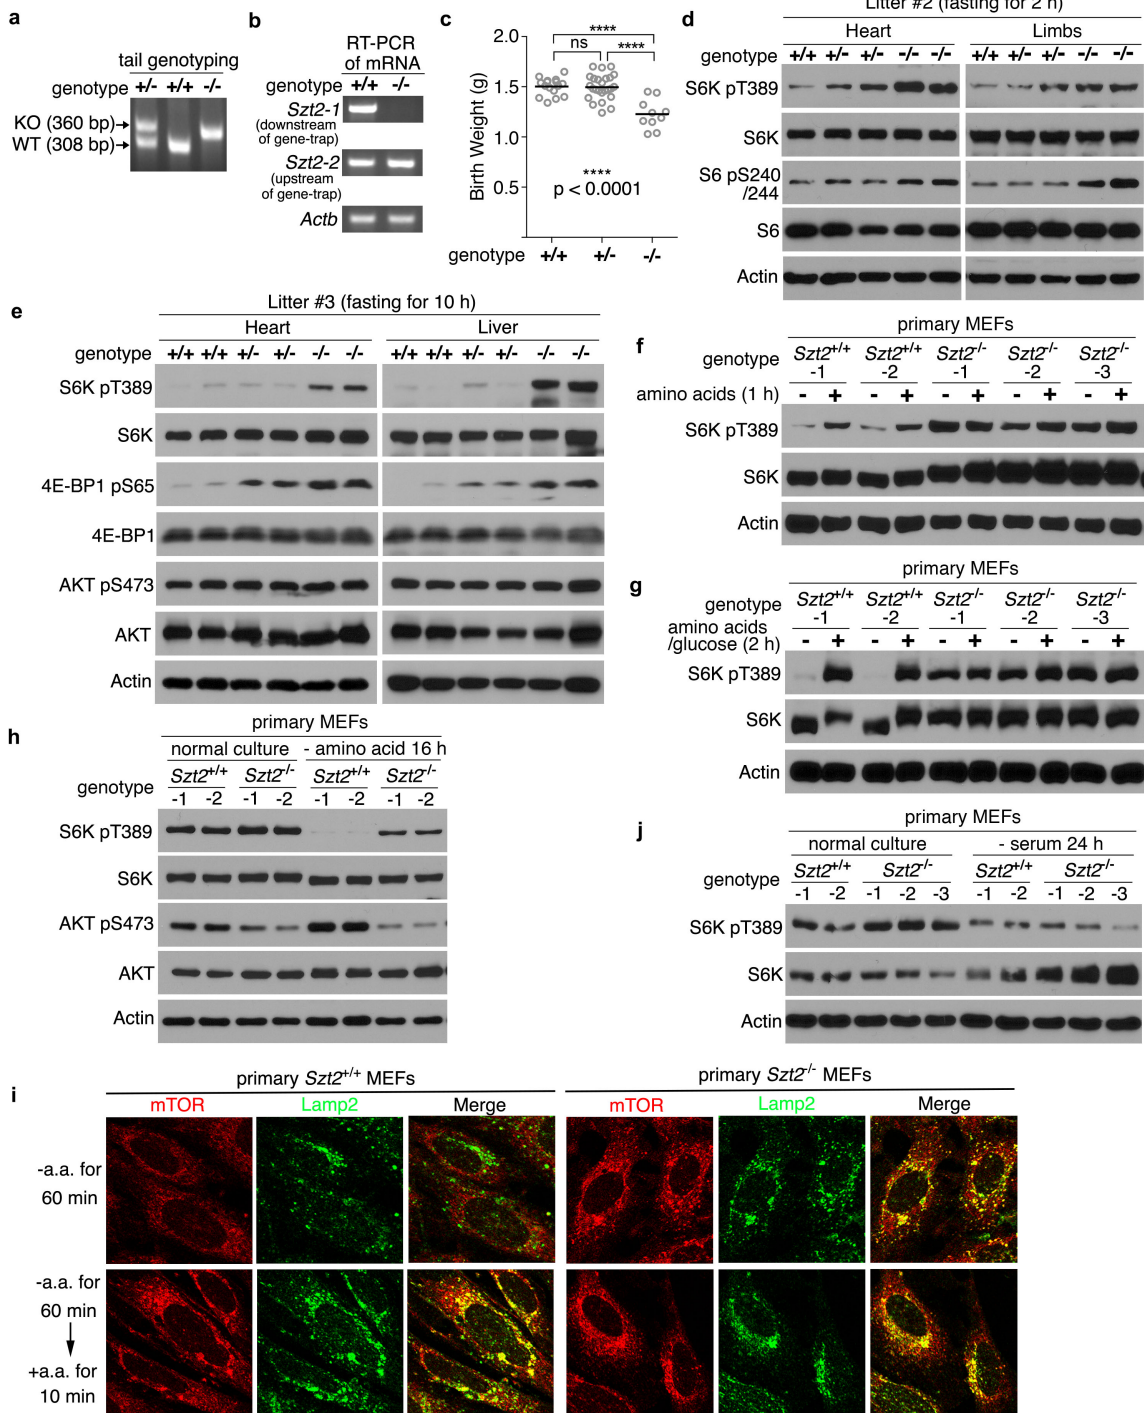 a
tail genotyping
genotype +/- +/+ -/-
KO (360 bp)
WT (308 bp)
b
RT-PCR
of mRNA
genotype +/+ -/-
Szt2-1
(downstream
of gene-trap)
Szt2-2
(upstream
of gene-trap)
Actb
c
****
ns ****
2.0
1.5
1.0
0.5
Birth Weight (g)
****
p < 0.0001
genotype +/+ +/- -/-
d
Litter #2 (fasting for 2 h)
Heart Limbs
genotype +/+ +/- +/- -/- -/- +/+ +/- +/- -/- -/-
S6K pT389
S6K
S6 pS240
/244
S6
Actin
e
Litter #3 (fasting for 10 h)
Heart Liver
genotype +/+ +/+ +/- +/- -/- -/- +/+ +/+ +/- +/- -/- -/-
S6K pT389
S6K
4E-BP1 pS65
4E-BP1
AKT pS473
AKT
Actin
f
primary MEFs
genotype Szt2+/+ Szt2+/+ Szt2-/- Szt2-/- Szt2-/-
-1 -2 -1 -2 -3
amino acids (1 h) - + - + - + - + - +
S6K pT389
S6K
Actin
g
primary MEFs
genotype Szt2+/+ Szt2+/+ Szt2-/- Szt2-/- Szt2-/-
-1 -2 -1 -2 -3
amino acids
/glucose (2 h) - + - + - + - + - +
S6K pT389
S6K
Actin
h
primary MEFs
normal culture - amino acid 16 h
genotype Szt2+/+ Szt2-/- Szt2+/+ Szt2-/-
-1 -2 -1 -2 -1 -2 -1 -2
S6K pT389
S6K
AKT pS473
AKT
Actin
j
primary MEFs
normal culture - serum 24 h
genotype Szt2+/+ Szt2-/- Szt2+/+ Szt2-/-
-1 -2 -1 -2 -3 -1 -2 -1 -2 -3
S6K pT389
S6K
Actin
i
primary Szt2+/+ MEFs primary Szt2-/- MEFs
mTOR Lamp2 Merge mTOR Lamp2 Merge
-a.a. for
60 min
-a.a. for
60 min
+a.a. for
10 min